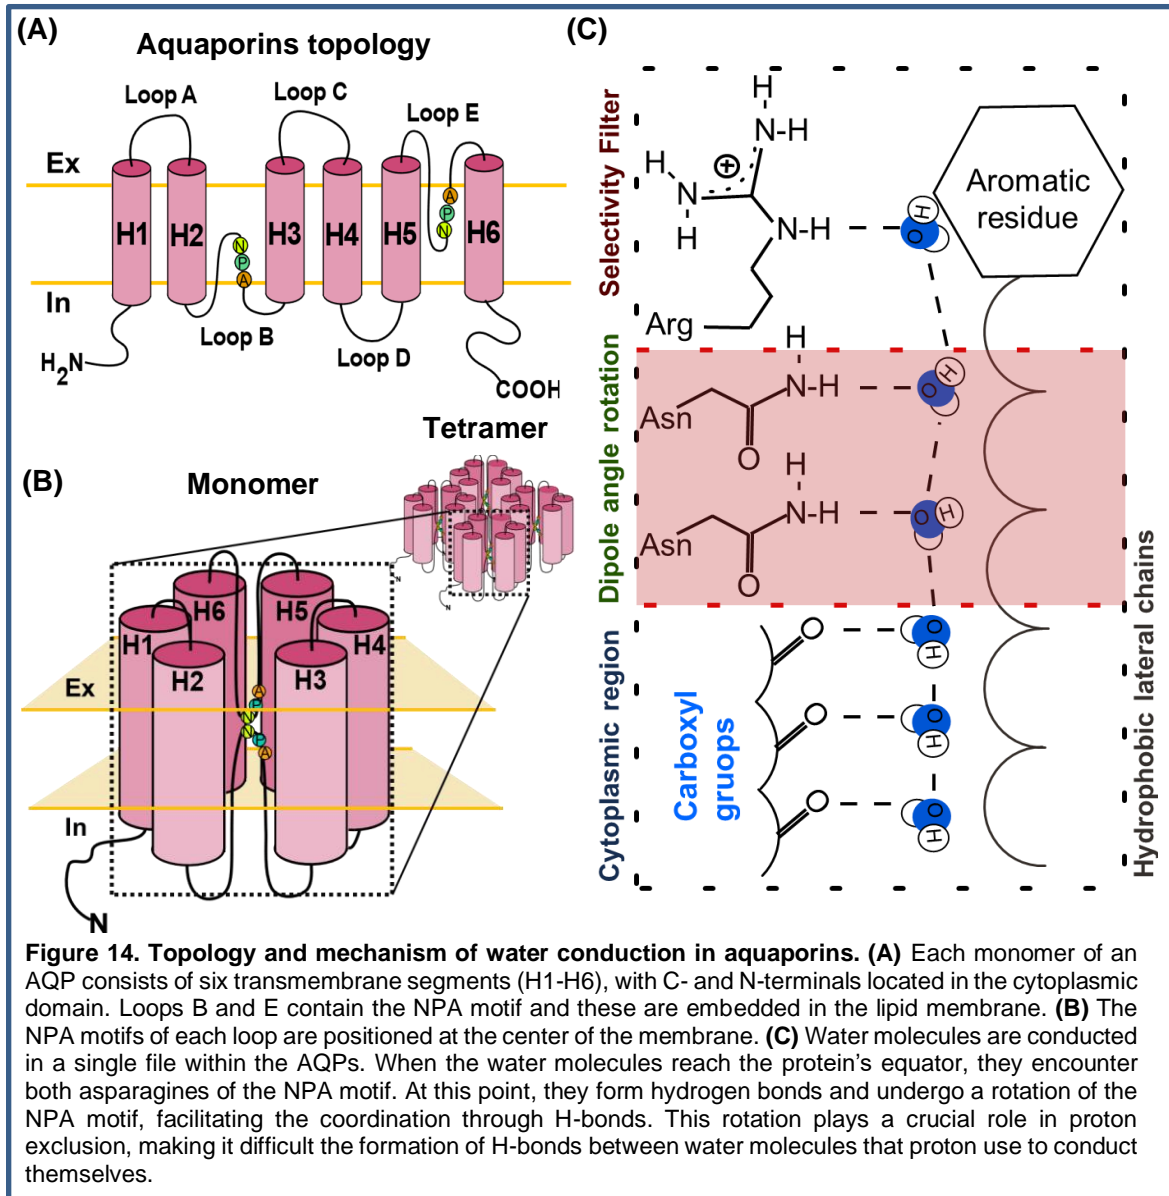 (A)
Aquaporins topology
Loop A
Loop C
Loop E
Ex
H1
H2
H3
H4
H5
H6
N
P
A
A
P
N
In
Loop B
Loop D
H₂N
COOH
Tetramer
(B)
Monomer
N
N
H6
H5
H1
H4
H2
H3
Ex
A
P
N
N
P
A
In
N
(C)
Selectivity Filter
H
N-H
H
N
H
N-H
Arg
O
H
Aromatic
residue
Dipole angle rotation
H
N-H
Asn
O
O
H
H
N-H
Asn
O
O
H
Cytoplasmic region
Carboxyl
gruops
O
O
H
O
O
H
O
O
H
Hydrophobic lateral chains
Figure 14. Topology and mechanism of water conduction in aquaporins. (A) Each monomer of an
AQP consists of six transmembrane segments (H1-H6), with C- and N-terminals located in the cytoplasmic
domain. Loops B and E contain the NPA motif and these are embedded in the lipid membrane. (B) The
NPA motifs of each loop are positioned at the center of the membrane. (C) Water molecules are conducted
in a single file within the AQPs. When the water molecules reach the protein's equator, they encounter
both asparagines of the NPA motif. At this point, they form hydrogen bonds and undergo a rotation of the
NPA motif, facilitating the coordination through H-bonds. This rotation plays a crucial role in proton
exclusion, making it difficult the formation of H-bonds between water molecules that proton use to conduct
themselves.